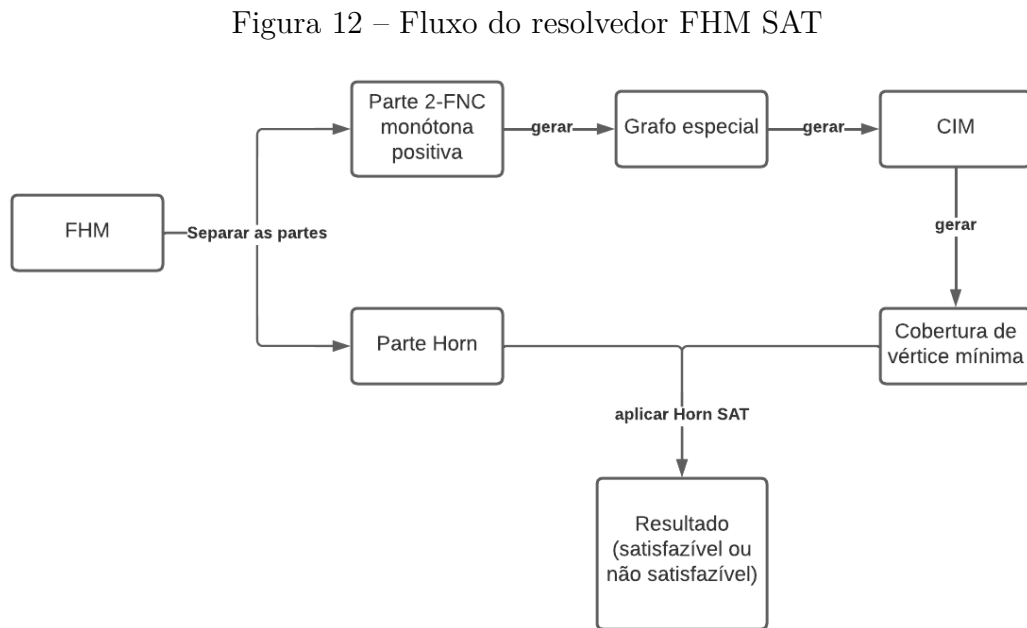 Figura 12 – Fluxo do resolvedor FHM SAT
Parte 2-FNC
monótona
positiva
gerar
Grafo especial
gerar
CIM
FHM
Separar as partes
gerar
Parte Horn
Cobertura de
vértice mínima
aplicar Horn SAT
Resultado
(satisfazível ou
não satisfazível)